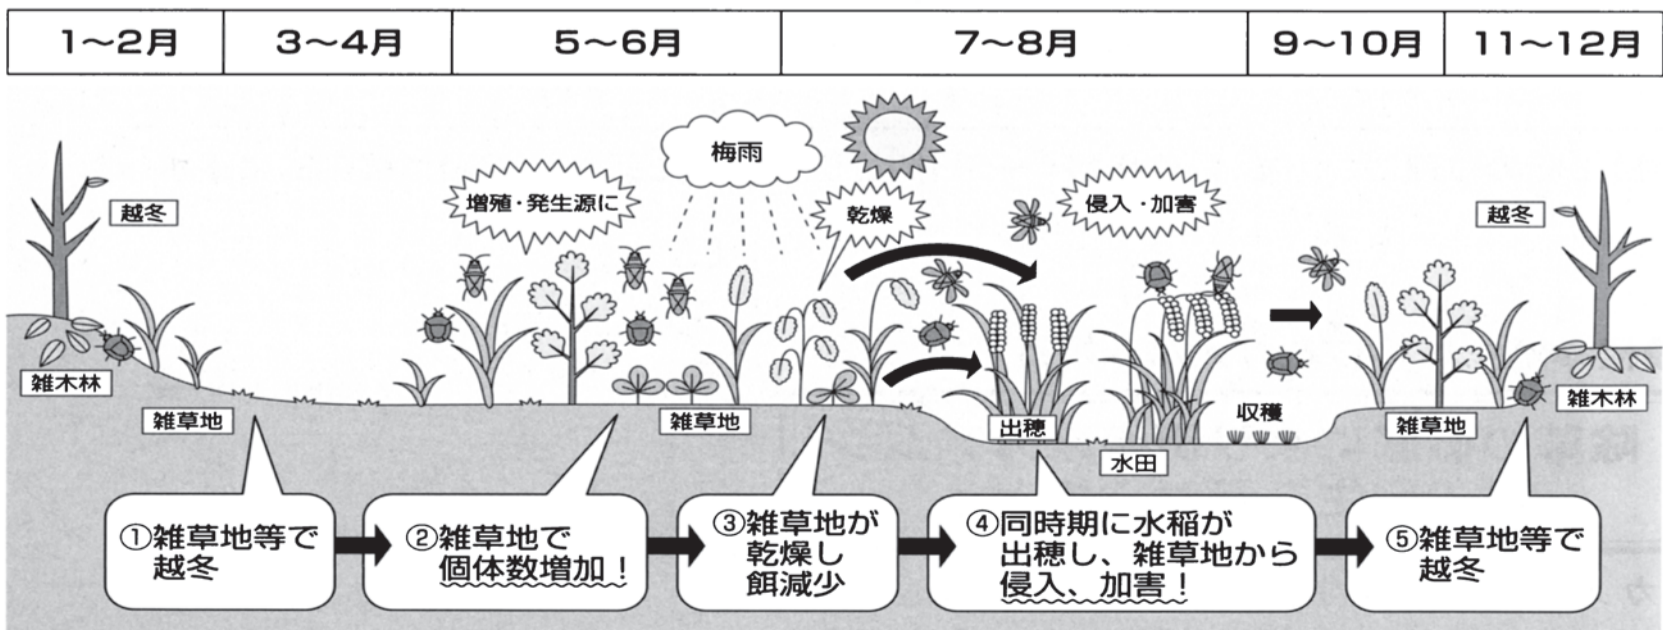 1～2月
3～4月
5～6月
7～8月
9～10月
11～12月
梅雨
増殖・発生源に
乾燥
侵入・加害
越冬
越冬
雑木林
雑草地
雑草地
出穂
水田
収穫
雑草地
雑木林
①雑草地等で
越冬
②雑草地で
個体数増加！
③雑草地が
乾燥し
餌減少
④同時期に水稲が
出穂し、雑草地から
侵入、加害！
⑤雑草地等で
越冬